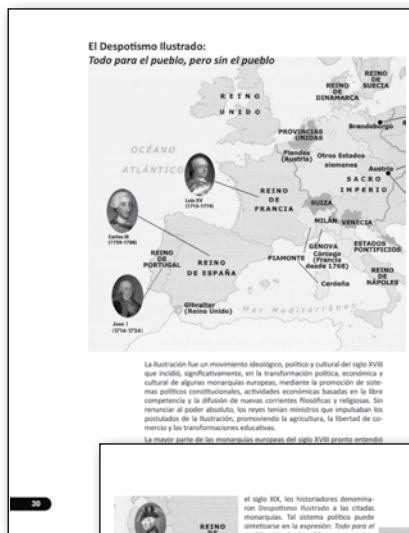 El Despotismo Ilustrado:
Todo para el pueblo, pero sin el pueblo
REINO
DE
SUECIA
REINO
DE
DINAMARCA
REINO
UNIDO
PROVINCIAS
UNIDAS
Brandeburgo
OCÉANO
ATLÁNTICO
Flandes
(Austria)
Otros Estados
alemanes
Austria
SACRO
IMPERIO
Luis XV
(1715-1774)
REINO
DE
FRANCIA
SUIZA
MILÁN
VENECIA
Carlos III
(1759-1788)
REINO
DE
PORTUGAL
REINO
DE ESPAÑA
PIAMONTE
GÉNOVA
Córcega
(Francia
desde 1768)
ESTADOS
PONTIFICIOS
Cerdeña
REINO
DE
NÁPOLES
José I
Gibraltar
(Reino Unido)
Mar Mediterráneo
La Ilustración fue un movimiento ideológico, político y cultural del siglo XVIII
que incidió, significativamente, en la transformación política, económica y
cultural de algunas monarquías europeas, mediante la promoción de siste-
mas políticos constitucionales, actividades económicas basadas en la libre
competencia y la difusión de nuevas corrientes filosóficas y religiosas. Sin
renunciar al poder absoluto, los reyes tenían ministros que impulsaban los
postulados de la Ilustración, promoviendo la agricultura, la libertad de co-
mercio y las transformaciones educativas.
La mayor parte de las monarquías europeas del siglo XVIII pronto entendió
30
REINO
el siglo XIX, los historiadores denomina-
ron Despotismo Ilustrado a las citadas
monarquías. Tal sistema político puede
sintetizarse en la expresión: Todo para el